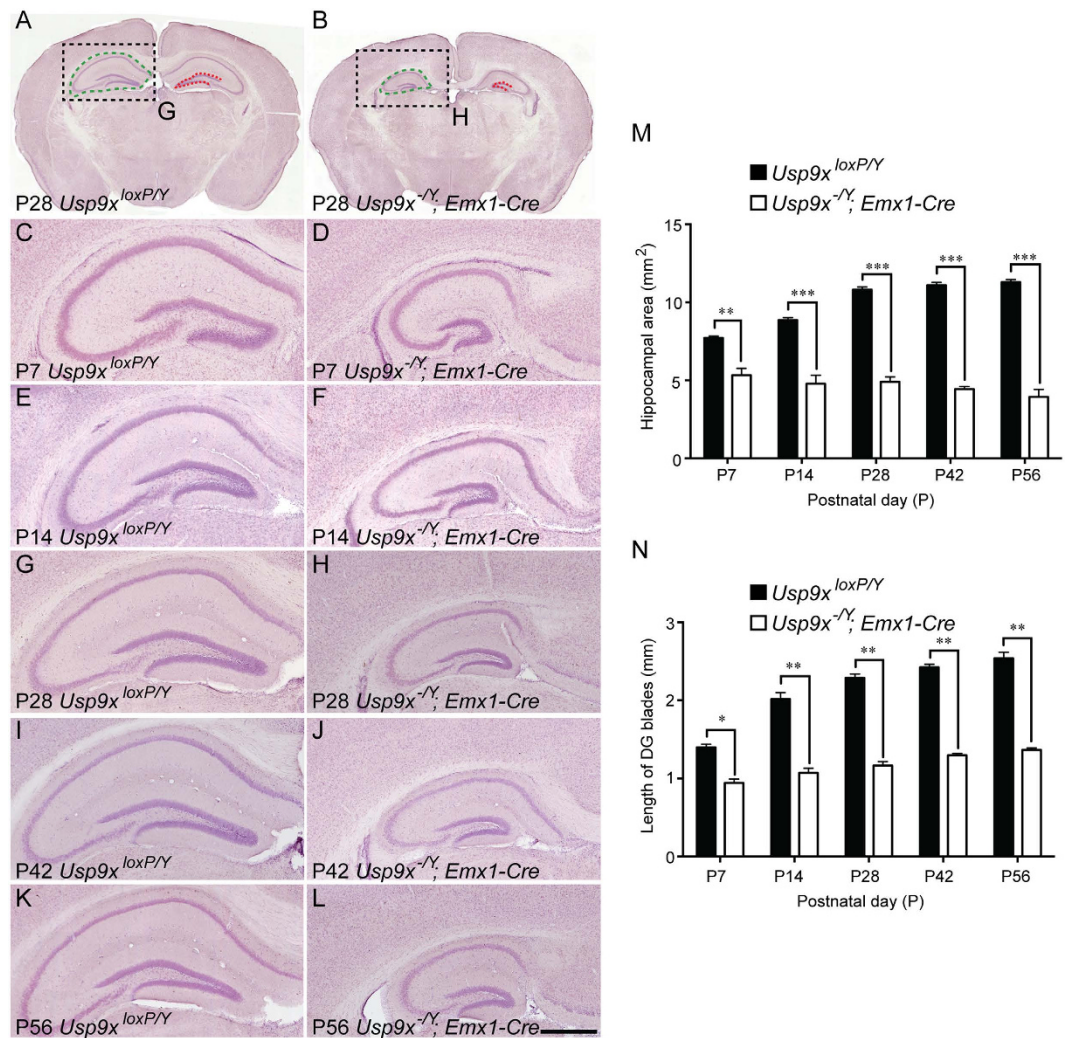 A
B
G
H
P28 Usp9x^loxP/Y
P28 Usp9x^-/Y; Emx1-Cre
C
D
P7 Usp9x^loxP/Y
P7 Usp9x^-/Y; Emx1-Cre
E
F
P14 Usp9x^loxP/Y
P14 Usp9x^-/Y; Emx1-Cre
G
H
P28 Usp9x^loxP/Y
P28 Usp9x^-/Y; Emx1-Cre
I
J
P42 Usp9x^loxP/Y
P42 Usp9x^-/Y; Emx1-Cre
K
L
P56 Usp9x^loxP/Y
P56 Usp9x^-/Y; Emx1-Cre
M
Usp9x^loxP/Y
Usp9x^-/Y; Emx1-Cre
Hippocampal area (mm^2)
15
10
5
0
** *** *** *** ***
P7 P14 P28 P42 P56
Postnatal day (P)
N
Usp9x^loxP/Y
Usp9x^-/Y; Emx1-Cre
Length of DG blades (mm)
3
2
1
0
* ** ** ** **
P7 P14 P28 P42 P56
Postnatal day (P)